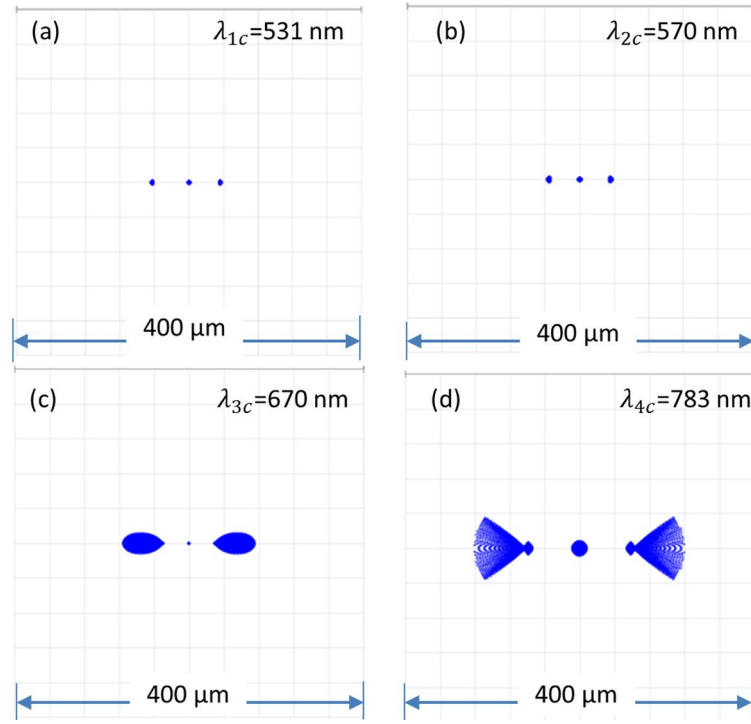 (a) λ1c=531 nm
(b) λ2c=570 nm
400 µm
400 µm
(c) λ3c=670 nm
(d) λ4c=783 nm
400 µm
400 µm